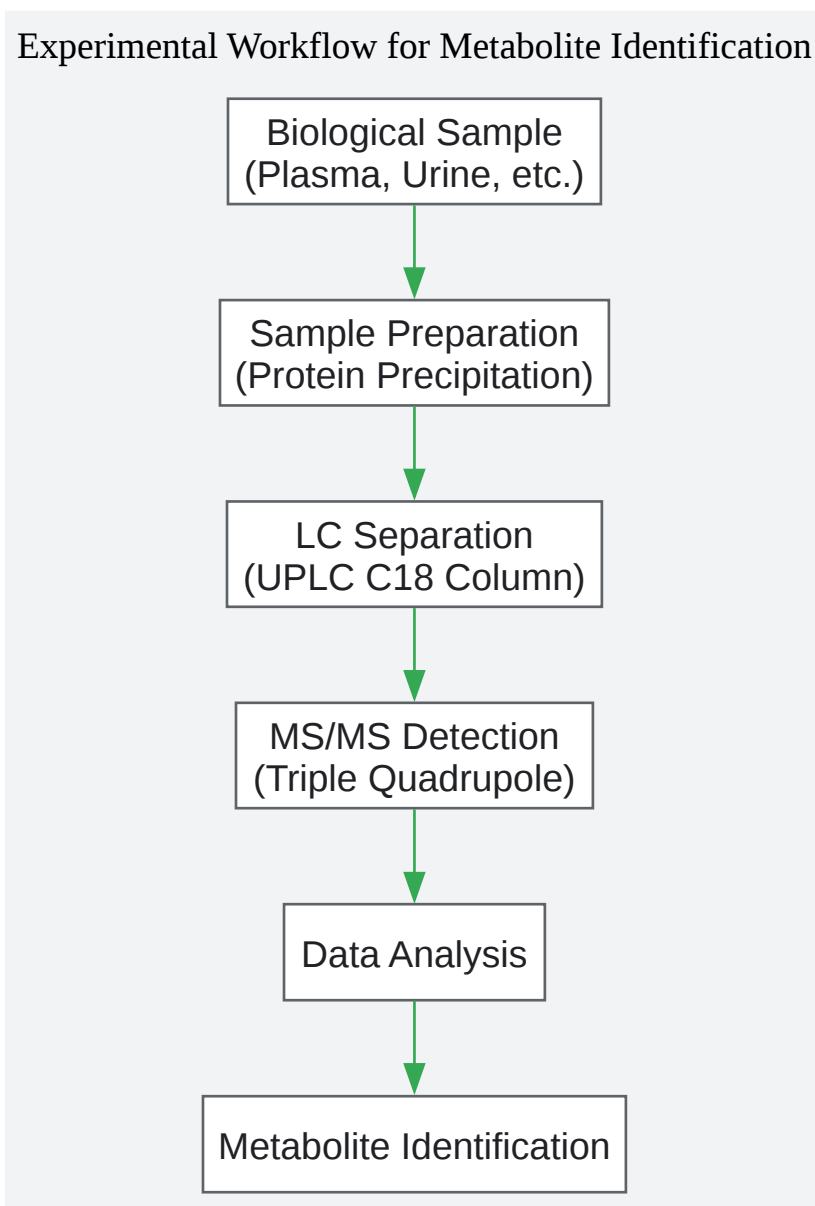 Experimental Workflow for Metabolite Identification
Biological Sample
(Plasma, Urine, etc.)
Sample Preparation
(Protein Precipitation)
LC Separation
(UPLC C18 Column)
MS/MS Detection
(Triple Quadrupole)
Data Analysis
Metabolite Identification